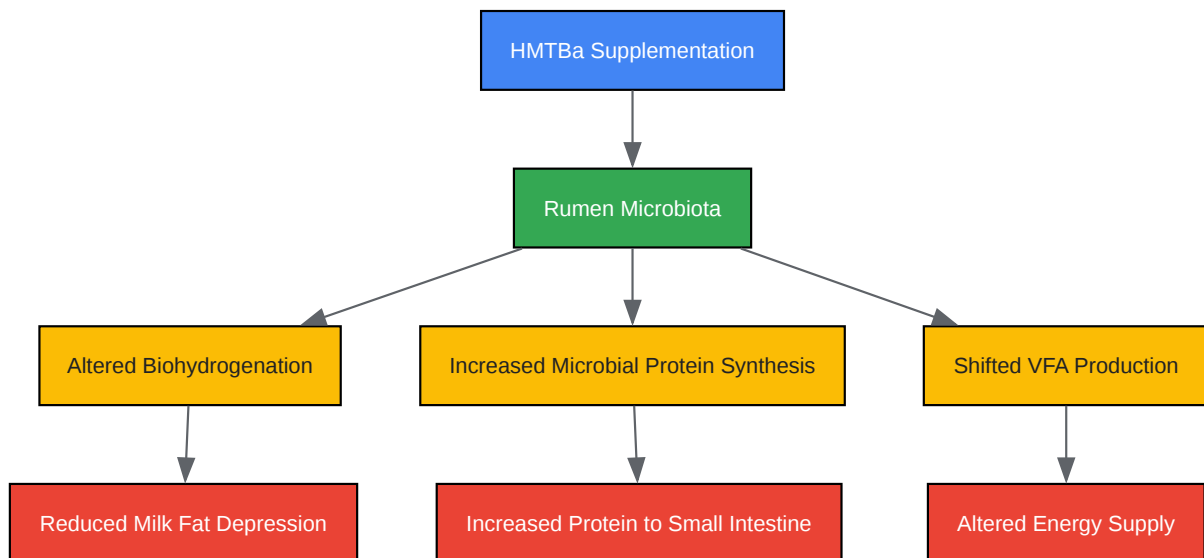 HMTBa Supplementation
Rumen Microbiota
Altered Biohydrogenation
Increased Microbial Protein Synthesis
Shifted VFA Production
Reduced Milk Fat Depression
Increased Protein to Small Intestine
Altered Energy Supply